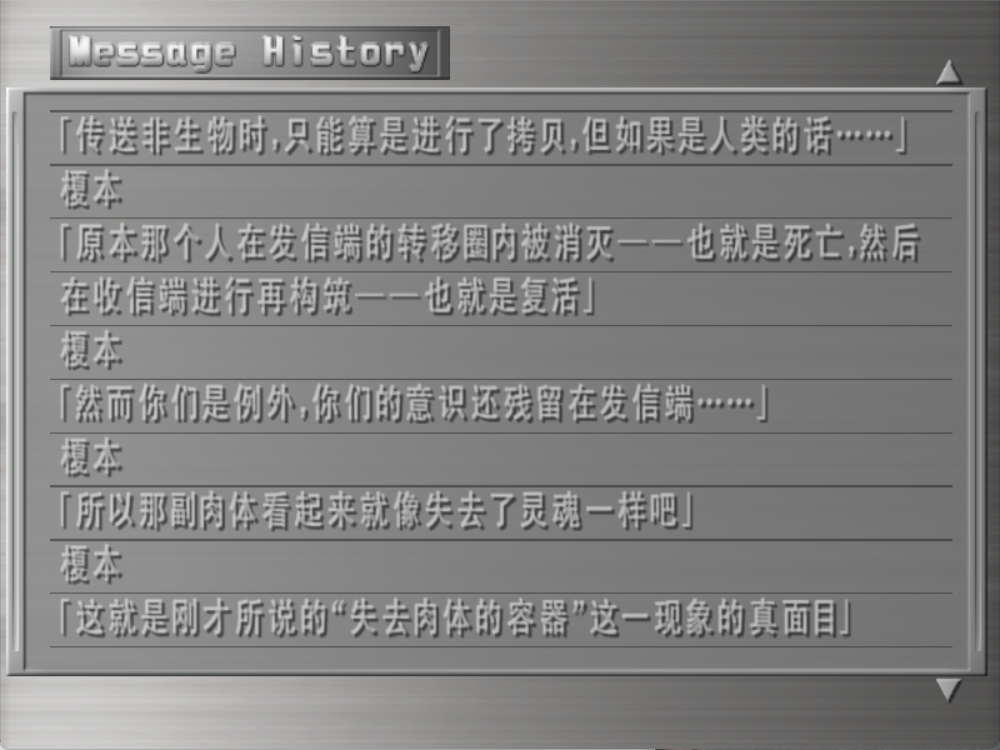 Message History
「传送非生物时,只能算是进行了拷贝,但如果是人类的话……」
榎本
「原本那个人在发信端的转移圈内被消灭——也就是死亡,然后
在收信端进行再构筑——也就是复活」
榎本
「然而你们是例外,你们的意识还残留在发信端……」
榎本
「所以那副肉体看起来就像失去了灵魂一样吧」
榎本
「这就是刚才所说的“失去肉体的容器”这一现象的真面目」